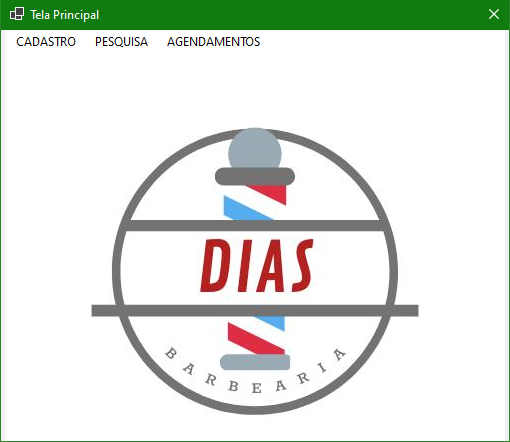 Tela Principal
CADASTRO PESQUISA AGENDAMENTOS
DIAS
BARBEARIA